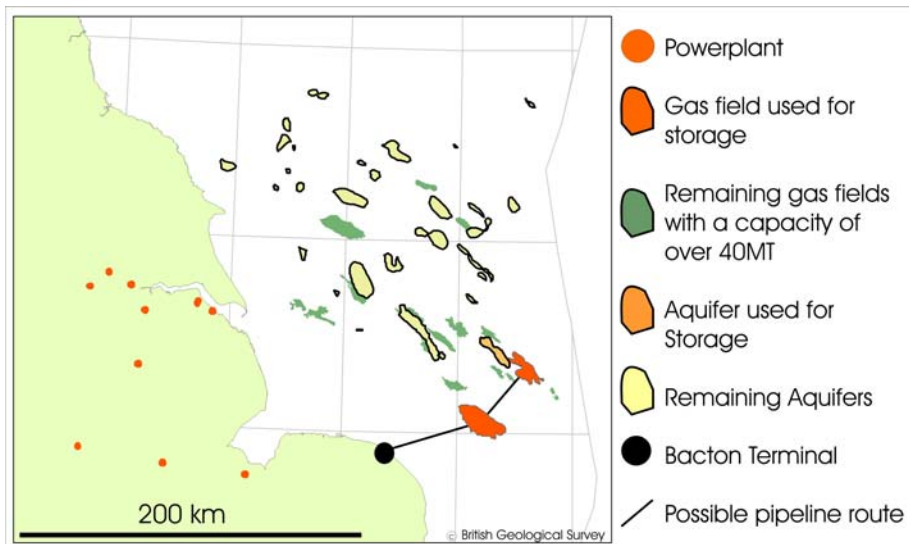 Powerplant
Gas field used for
storage
Remaining gas fields
with a capacity of
over 40MT
Aquifer used for
Storage
Remaining Aquifers
Bacton Terminal
Possible pipeline route
200 km
© British Geological Survey